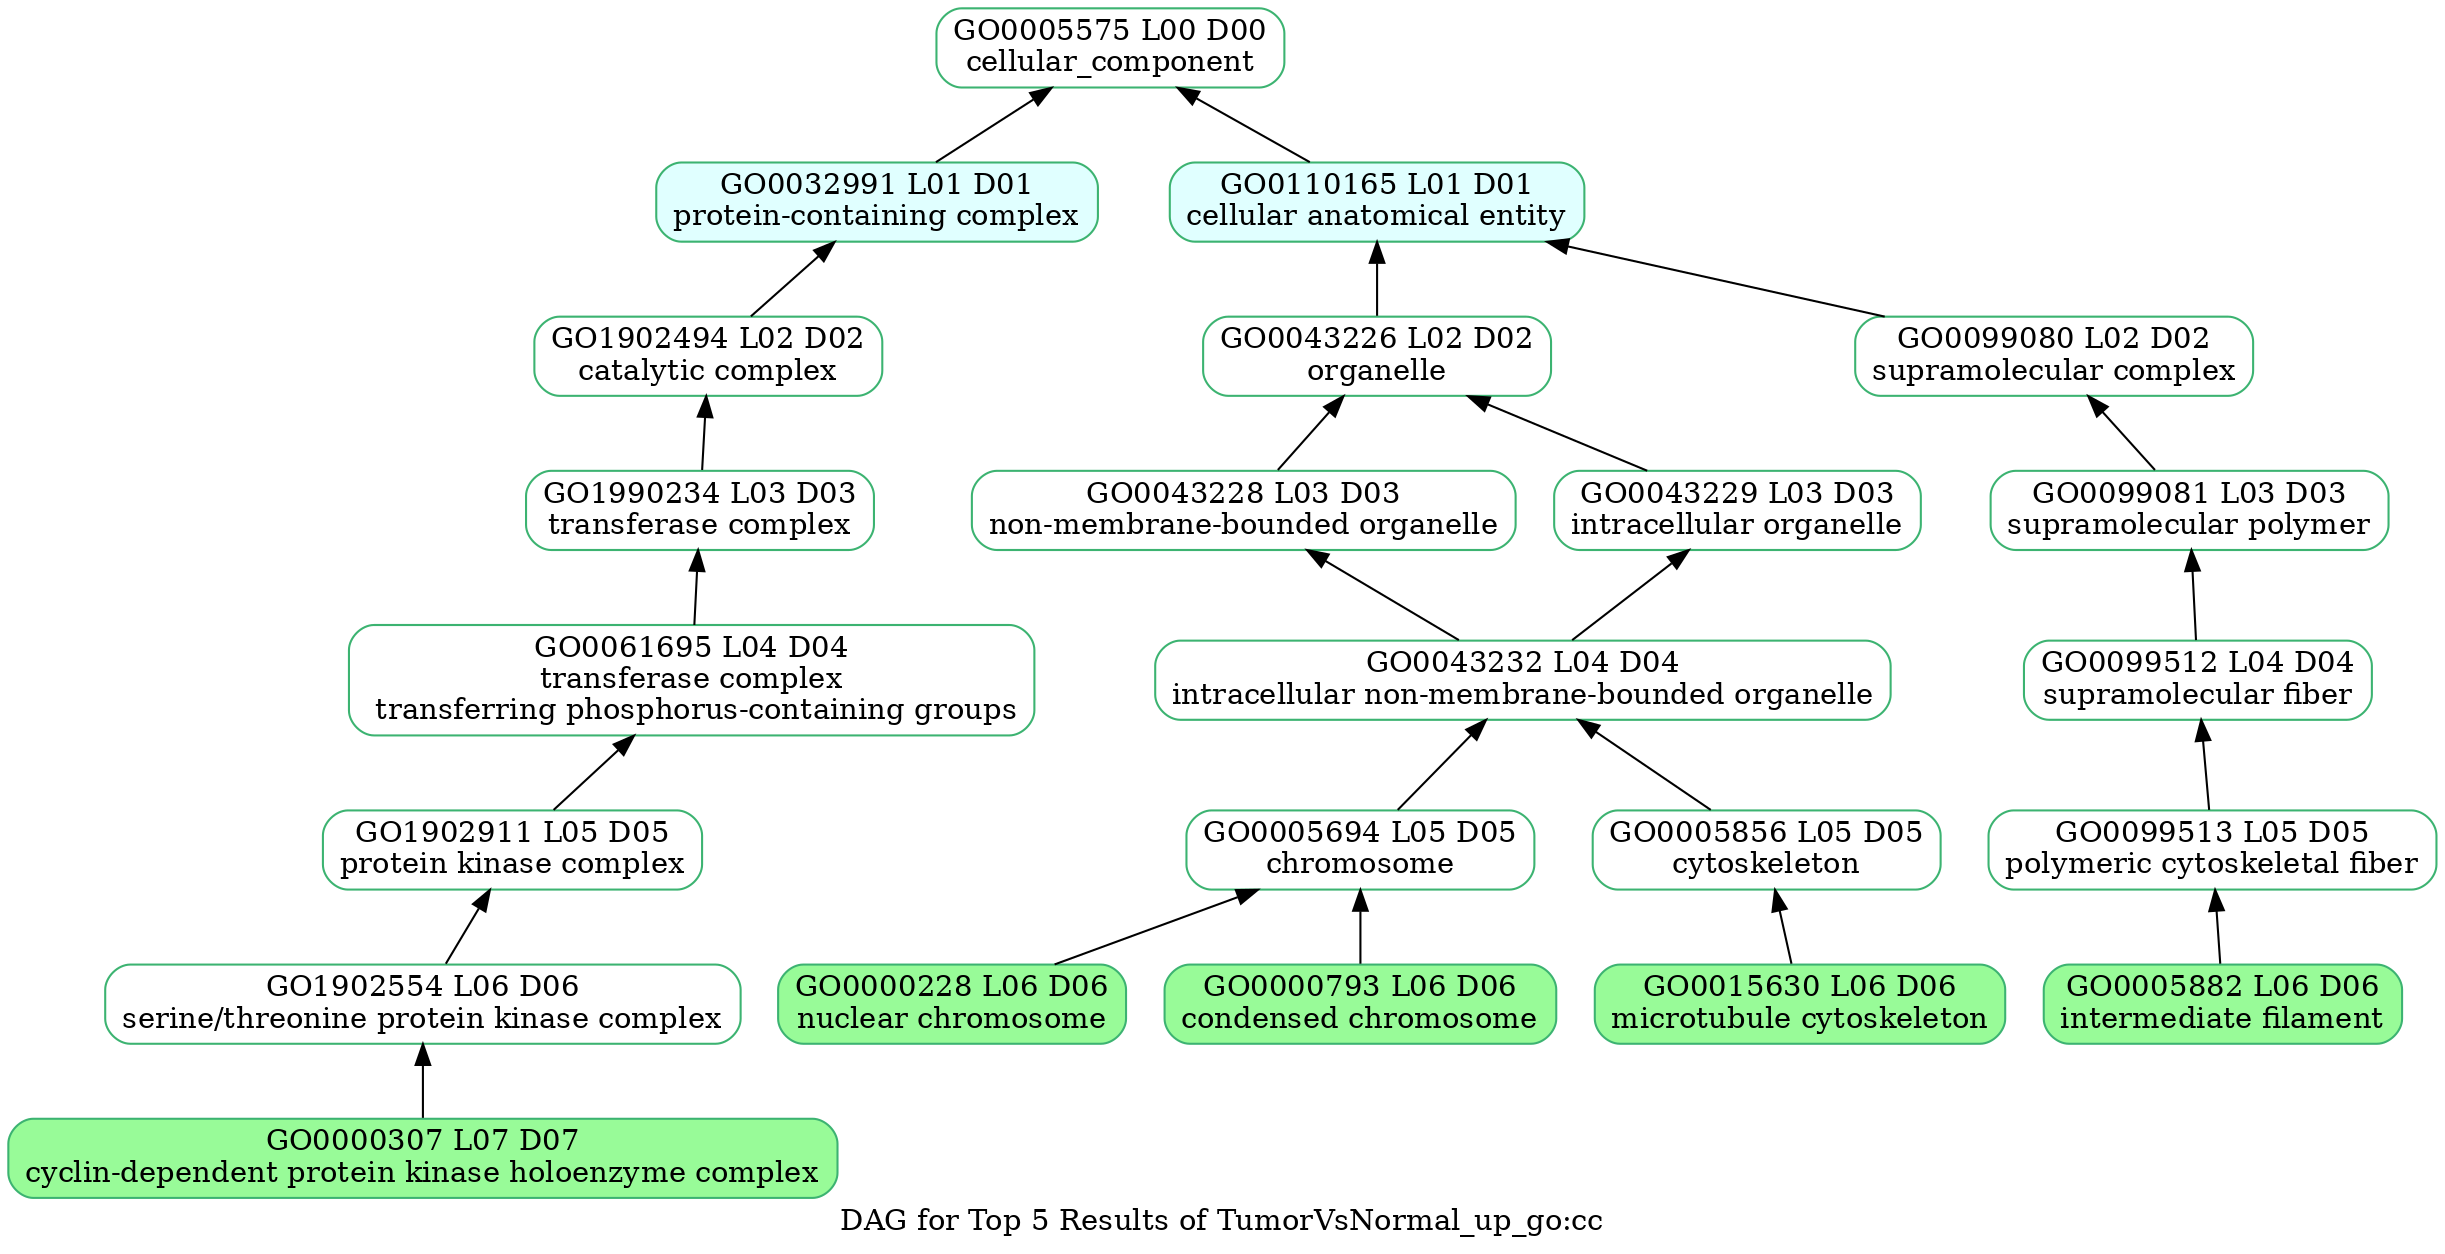 GO0005575 L00 D00
cellular_component
GO0032991 L01 D01
protein-containing complex
GO0110165 L01 D01
cellular anatomical entity
GO1902494 L02 D02
catalytic complex
GO0043226 L02 D02
organelle
GO0099080 L02 D02
supramolecular complex
GO1990234 L03 D03
transferase complex
GO0043228 L03 D03
non-membrane-bounded organelle
GO0043229 L03 D03
intracellular organelle
GO0099081 L03 D03
supramolecular polymer
GO0061695 L04 D04
transferase complex
transferring phosphorus-containing groups
GO0043232 L04 D04
intracellular non-membrane-bounded organelle
GO0099512 L04 D04
supramolecular fiber
GO1902911 L05 D05
protein kinase complex
GO0005694 L05 D05
chromosome
GO0005856 L05 D05
cytoskeleton
GO0099513 L05 D05
polymeric cytoskeletal fiber
GO1902554 L06 D06
serine/threonine protein kinase complex
GO0000228 L06 D06
nuclear chromosome
GO0000793 L06 D06
condensed chromosome
GO0015630 L06 D06
microtubule cytoskeleton
GO0005882 L06 D06
intermediate filament
GO0000307 L07 D07
cyclin-dependent protein kinase holoenzyme complex
DAG for Top 5 Results of TumorVsNormal_up_go:cc